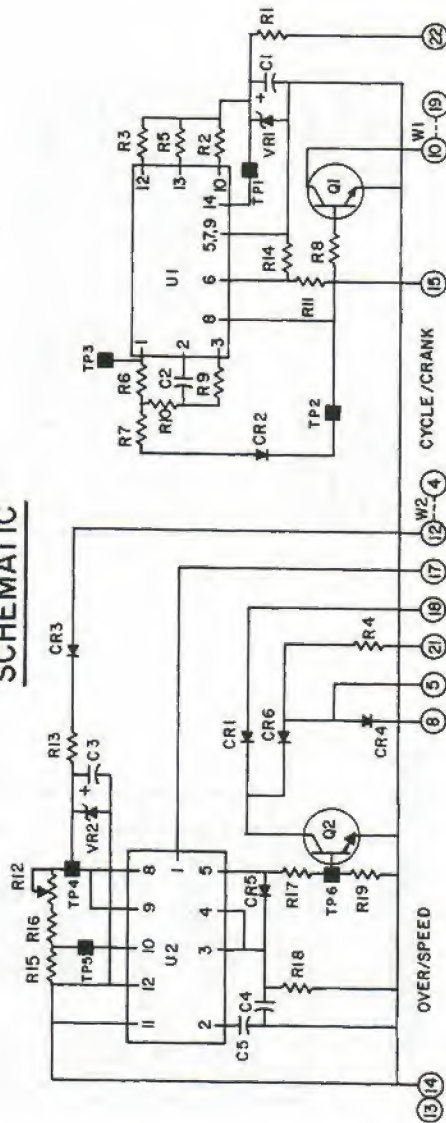 SCHEMATIC
R12
R15 R16
TP4
R13
CR3
TP5
VR2 + C3
11 12 10 9 8
U2
1
2 3 4 5
C5
C4
CR5
R17
R18
TP6
R19
Q2
CR1
CR6
R4
CR4
OVER/SPEED
13 14
8 5 21 18 17 12 W2 4
TP3
R7 R6
R10
C2
R9
CR2
TP2
1
2
3
U1
12
13
10
8 6 5,7,9 14
R3
R5
R2
TP1
R1
VR1 + C1
R14
R11
R8
Q1
CYCLE/CRANK
15 10 W1 19 22